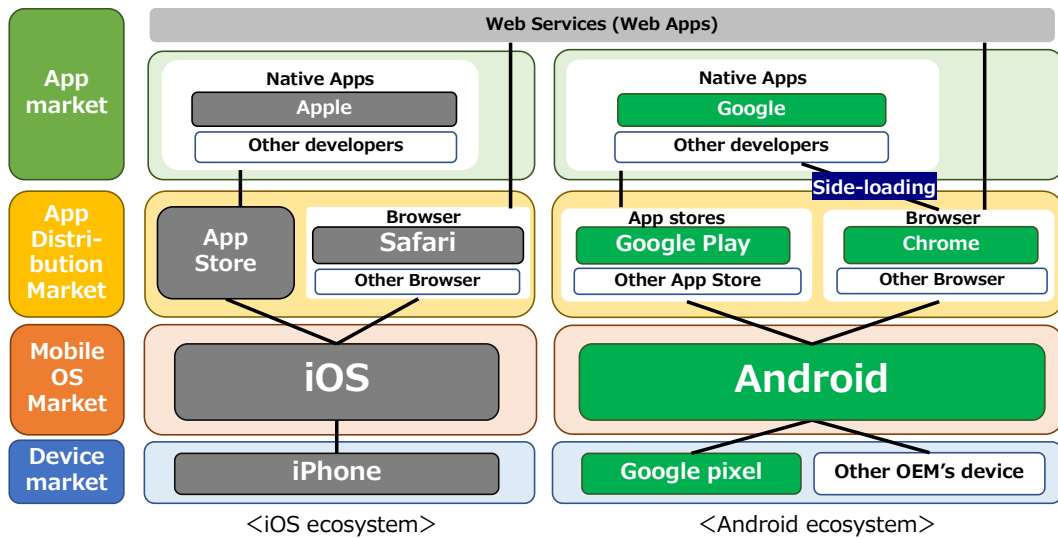 Web Services (Web Apps)
App
market
Native Apps
Apple
Other developers
Native Apps
Google
Other developers
Side-loading
App
Distri-
bution
Market
App
Store
Browser
Safari
Other Browser
App stores
Google Play
Other App Store
Browser
Chrome
Other Browser
Mobile
OS
Market
iOS
Android
Device
market
iPhone
Google pixel
Other OEM’s device
<iOS ecosystem>
<Android ecosystem>